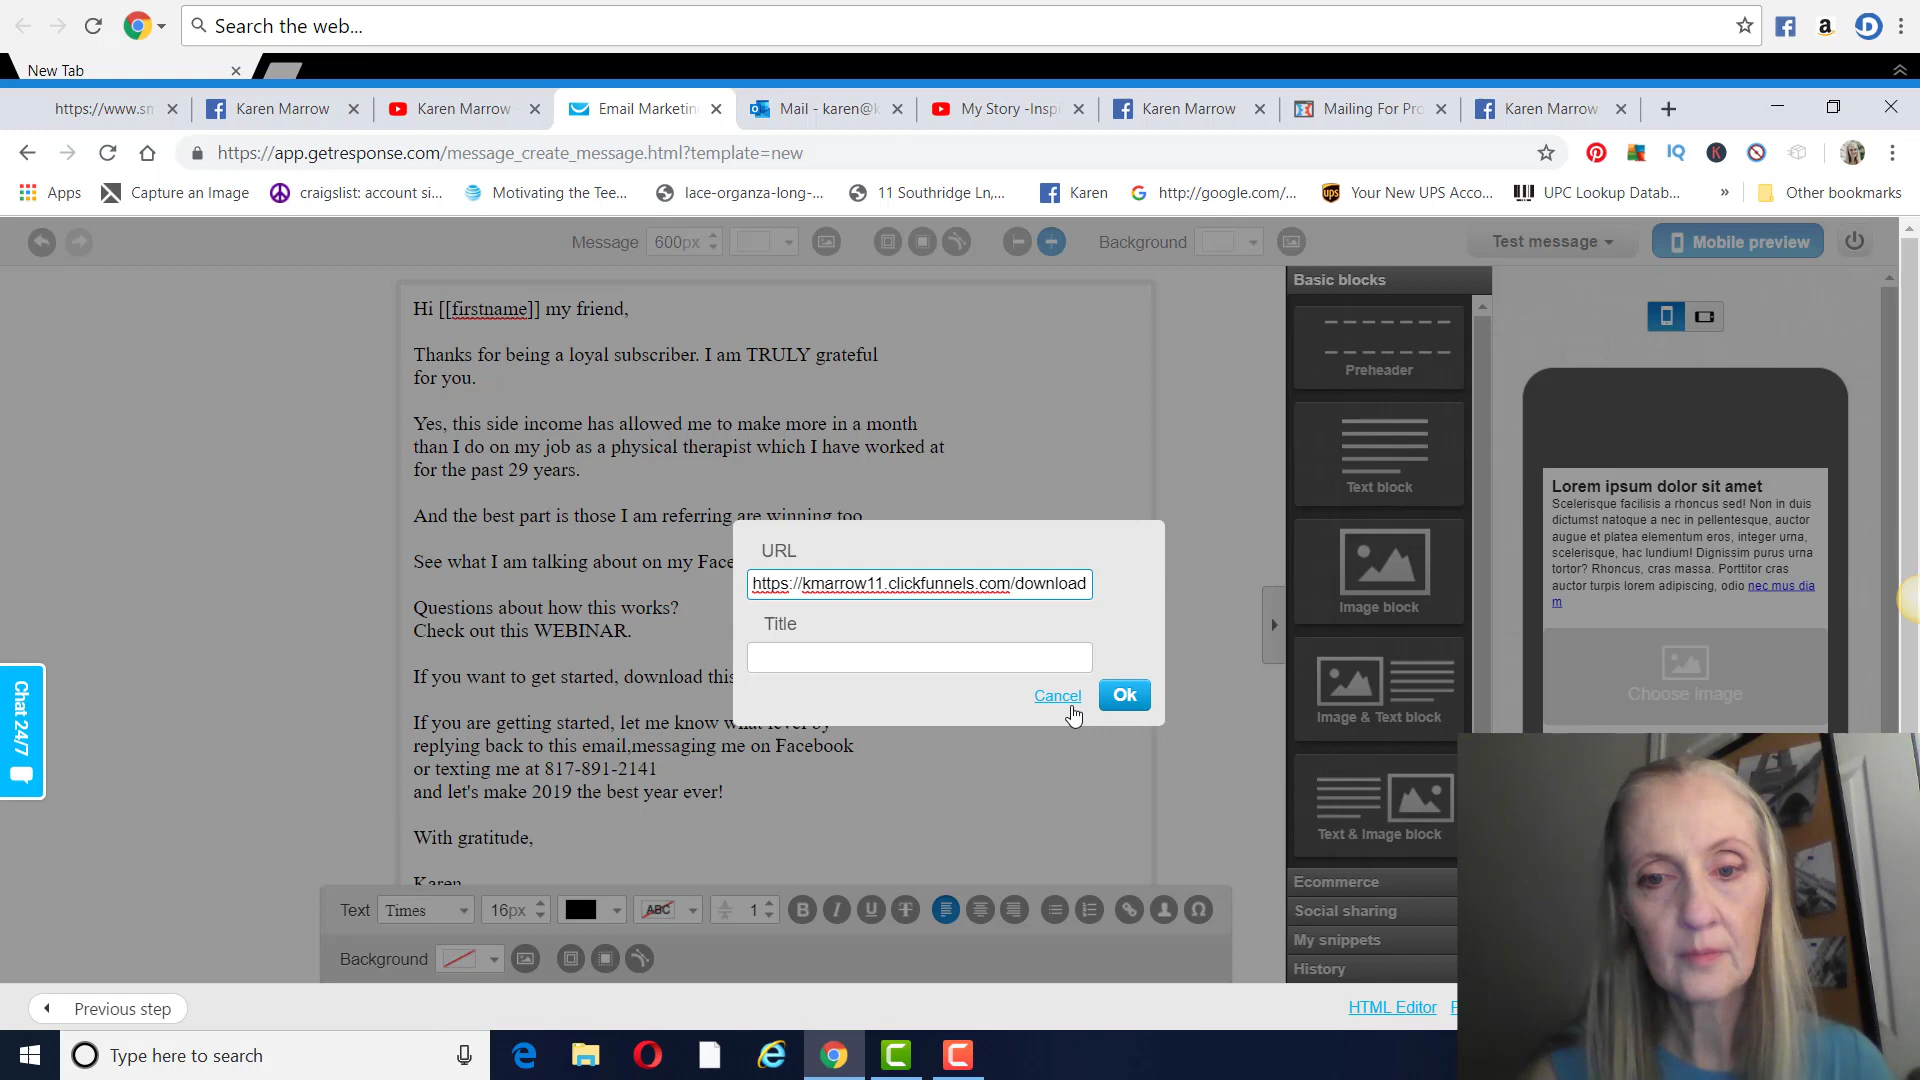 Search the web...
New Tab
https://www.sm
Karen Marrow
Karen Marrow
Email Marketin
Mail - karen@k
My Story -Inspi
Karen Marrow
Mailing For Pro
Karen Marrow
https://app.getresponse.com/message_create_message.html?template=new
Apps
Capture an Image
craigslist: account si...
Motivating the Tee...
lace-organza-long-...
11 Southridge Ln,...
Karen
http://google.com/...
Your New UPS Acco...
UPC Lookup Datab...
»
Other bookmarks
Message
600px
Background
Test message
Mobile preview
Hi [[firstname]] my friend,
Thanks for being a loyal subscriber. I am TRULY grateful
for you.
Yes, this side income has allowed me to make more in a month
than I do on my job as a physical therapist which I have worked at
for the past 29 years.
And the best part is those I am referring are winning too
See what I am talking about on my Face
Questions about how this works?
Check out this WEBINAR.
If you want to get started, download this
If you are getting started, let me know what level by
replying back to this email,messaging me on Facebook
or texting me at 817-891-2141
and let's make 2019 the best year ever!
With gratitude,
Karen
URL
https://kmarrow11.clickfunnels.com/download
Title
Cancel
Ok
Basic blocks
Preheader
Text block
Image block
Image & Text block
Text & Image block
Ecommerce
Social sharing
My snippets
History
Lorem ipsum dolor sit amet
Scelerisque facilisis a rhoncus sed! Non in duis
dictumst natoque a nec in pellentesque, auctor
augue et platea elementum eros, integer urna,
scelerisque, hac lundium! Dignissim purus urna
tortor? Rhoncus, cras massa. Porttitor cras
auctor turpis lorem adipiscing, odio nec mus dia
m
Choose image
Chat 24/7
Text
Times
16px
ABC
1
B
I
U
T
Ω
Background
Previous step
HTML Editor
Type here to search